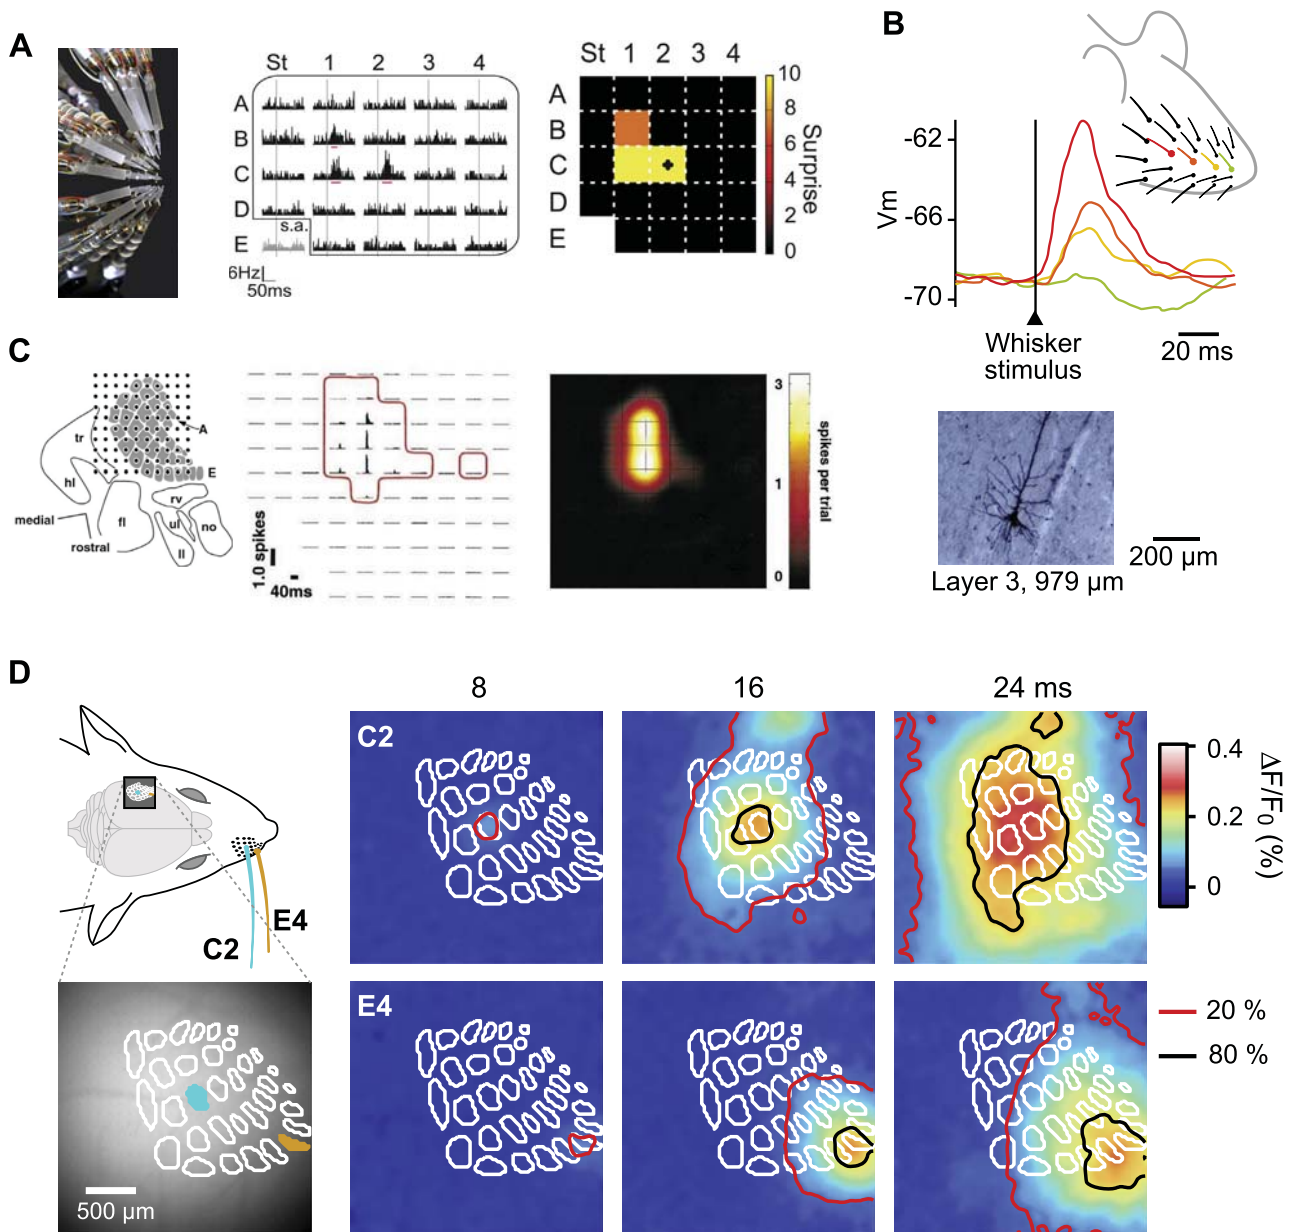 A
St 1 2 3 4
A
B
C
D
s.a.
E
6Hz
50ms
St 1 2 3 4
A
B
C
D
E
10
8
6
4
2
0
Surprise
B
-62
-66
-70
Vm
Whisker
stimulus
20 ms
200 µm
Layer 3, 979 µm
C
A
E
tr
hl
medial
rostral
fl
rv
ul
no
ll
1.0 spikes
40ms
3
1
0
spikes per trial
D
8 16 24 ms
C2
E4
C2
E4
500 µm
0.4
0.2
0
ΔF/F0 (%)
20 %
80 %